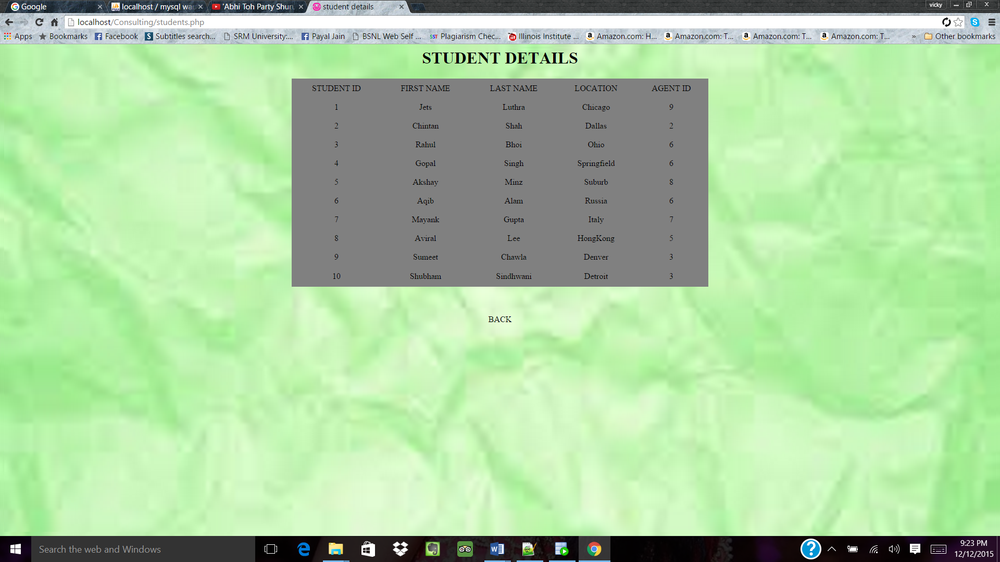 Google
localhost / mysql wa
'Abhi Toh Party Shuru
student details
vicky
localhost/Consulting/students.php
Apps Bookmarks Facebook Subtitles search... SRM University:... Payal Jain BSNL Web Self ... SST Plagiarism Chec... Illinois Institute ... Amazon.com: H... Amazon.com: T... Amazon.com: T... Amazon.com: T... » Other bookmarks
STUDENT DETAILS
STUDENT ID FIRST NAME LAST NAME LOCATION AGENT ID
1 Jets Luthra Chicago 9
2 Chintan Shah Dallas 2
3 Rahul Bhoi Ohio 6
4 Gopal Singh Springfield 6
5 Akshay Minz Suburb 8
6 Aqib Alam Russia 6
7 Mayank Gupta Italy 7
8 Aviral Lee HongKong 5
9 Sumeet Chawla Denver 3
10 Shubham Sindhwani Detroit 3
BACK
Search the web and Windows
9:23 PM
12/12/2015